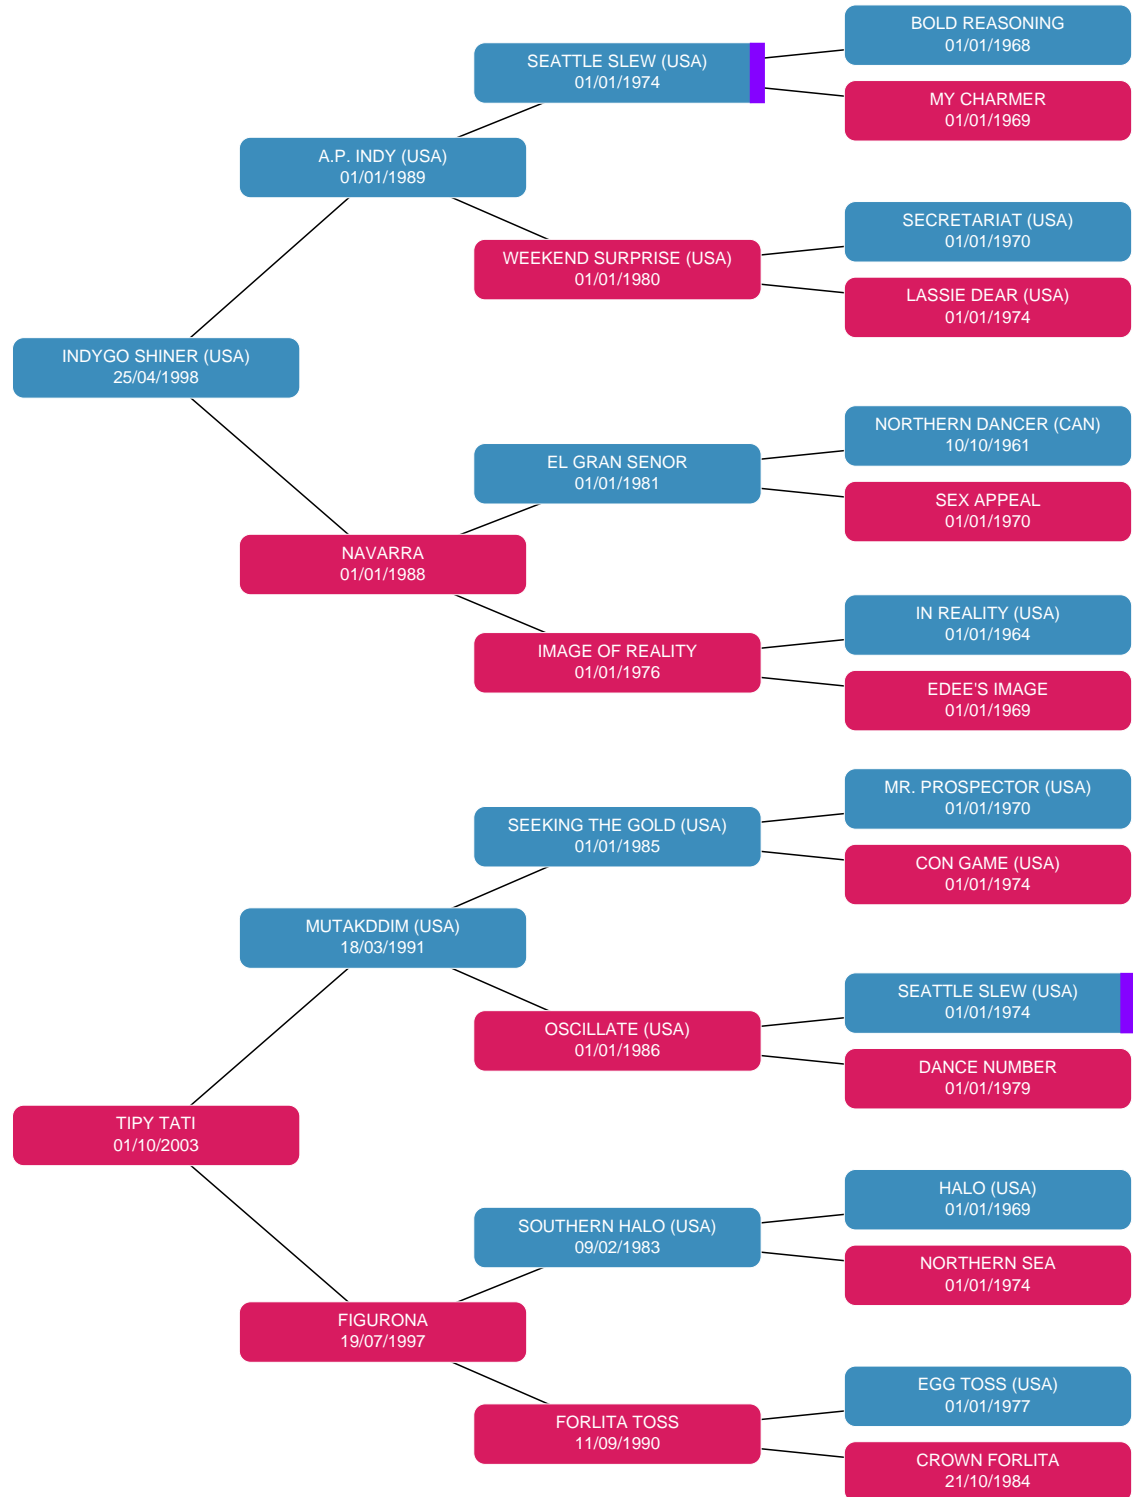 BOLD REASONING
01/01/1968
SEATTLE SLEW (USA)
01/01/1974
MY CHARMER
01/01/1969
A.P. INDY (USA)
01/01/1989
SECRETARIAT (USA)
01/01/1970
WEEKEND SURPRISE (USA)
01/01/1980
LASSIE DEAR (USA)
01/01/1974
INDYGO SHINER (USA)
25/04/1998
NORTHERN DANCER (CAN)
10/10/1961
EL GRAN SENOR
01/01/1981
SEX APPEAL
01/01/1970
NAVARRA
01/01/1988
IN REALITY (USA)
01/01/1964
IMAGE OF REALITY
01/01/1976
EDEE'S IMAGE
01/01/1969
MR. PROSPECTOR (USA)
01/01/1970
SEEKING THE GOLD (USA)
01/01/1985
CON GAME (USA)
01/01/1974
MUTAKDDIM (USA)
18/03/1991
SEATTLE SLEW (USA)
01/01/1974
OSCILLATE (USA)
01/01/1986
DANCE NUMBER
01/01/1979
TIPY TATI
01/10/2003
HALO (USA)
01/01/1969
SOUTHERN HALO (USA)
09/02/1983
NORTHERN SEA
01/01/1974
FIGURONA
19/07/1997
EGG TOSS (USA)
01/01/1977
FORLITA TOSS
11/09/1990
CROWN FORLITA
21/10/1984